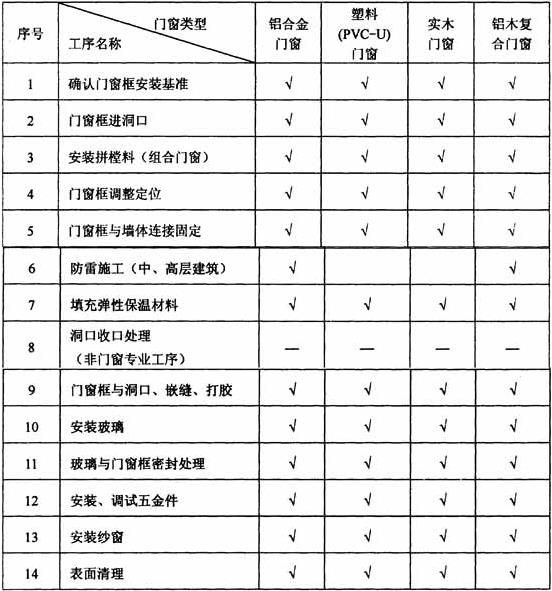 序号 门窗类型 工序名称 铝合金门窗 塑料(PVC-U)门窗 实木门窗 铝木复合门窗
1 确认门窗框安装基准 √ √ √ √
2 门窗框进洞口 √ √ √ √
3 安装拼樘料（组合门窗） √ √ √ √
4 门窗框调整定位 √ √ √ √
5 门窗框与墙体连接固定 √ √ √ √
6 防雷施工（中、高层建筑） √ √
7 填充弹性保温材料 √ √ √ √
8 洞口收口处理
（非门窗专业工序） — — — —
9 门窗框与洞口、嵌缝、打胶 √ √ √ √
10 安装玻璃 √ √ √ √
11 玻璃与门窗框密封处理 √ √ √ √
12 安装、调试五金件 √ √ √ √
13 安装纱窗 √ √ √ √
14 表面清理 √ √ √ √